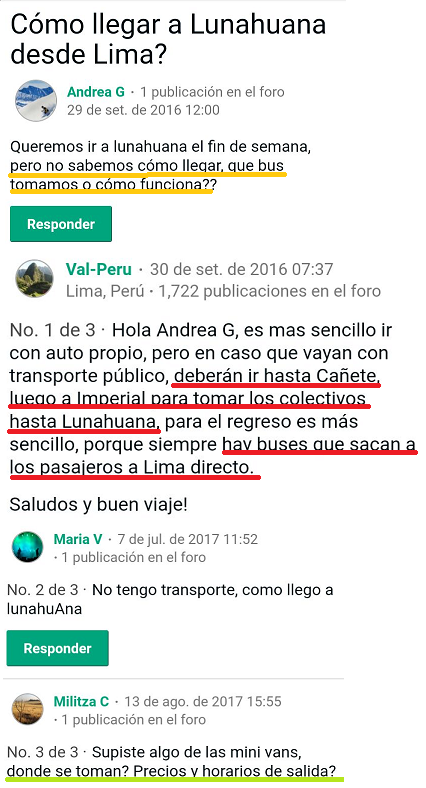 Cómo llegar a Lunahuana
desde Lima?
Andrea G · 1 publicación en el foro
29 de set. de 2016 12:00
Queremos ir a lunahuana el fin de semana,
pero no sabemos cómo llegar, que bus
tomamos o cómo funciona??
Responder
Val-Peru · 30 de set. de 2016 07:37
Lima, Perú · 1,722 publicaciones en el foro
No. 1 de 3 · Hola Andrea G, es mas sencillo ir
con auto propio, pero en caso que vayan con
transporte público, deberán ir hasta Cañete,
luego a Imperial para tomar los colectivos
hasta Lunahuana, para el regreso es más
sencillo, porque siempre hay buses que sacan a
los pasajeros a Lima directo.
Saludos y buen viaje!
Maria V · 7 de jul. de 2017 11:52
· 1 publicación en el foro
No. 2 de 3 · No tengo transporte, como llego a
lunahuAna
Responder
Militza C · 13 de ago. de 2017 15:55
· 1 publicación en el foro
No. 3 de 3 · Supiste algo de las mini vans,
donde se toman? Precios y horarios de salida?